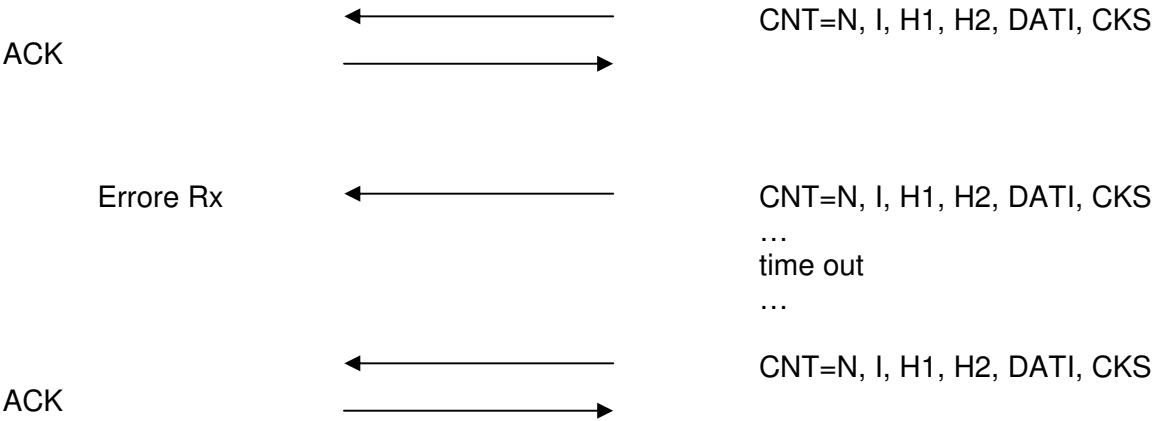 CNT=N, I, H1, H2, DATI, CKS
ACK
Errore Rx
CNT=N, I, H1, H2, DATI, CKS
…
time out
…
CNT=N, I, H1, H2, DATI, CKS
ACK